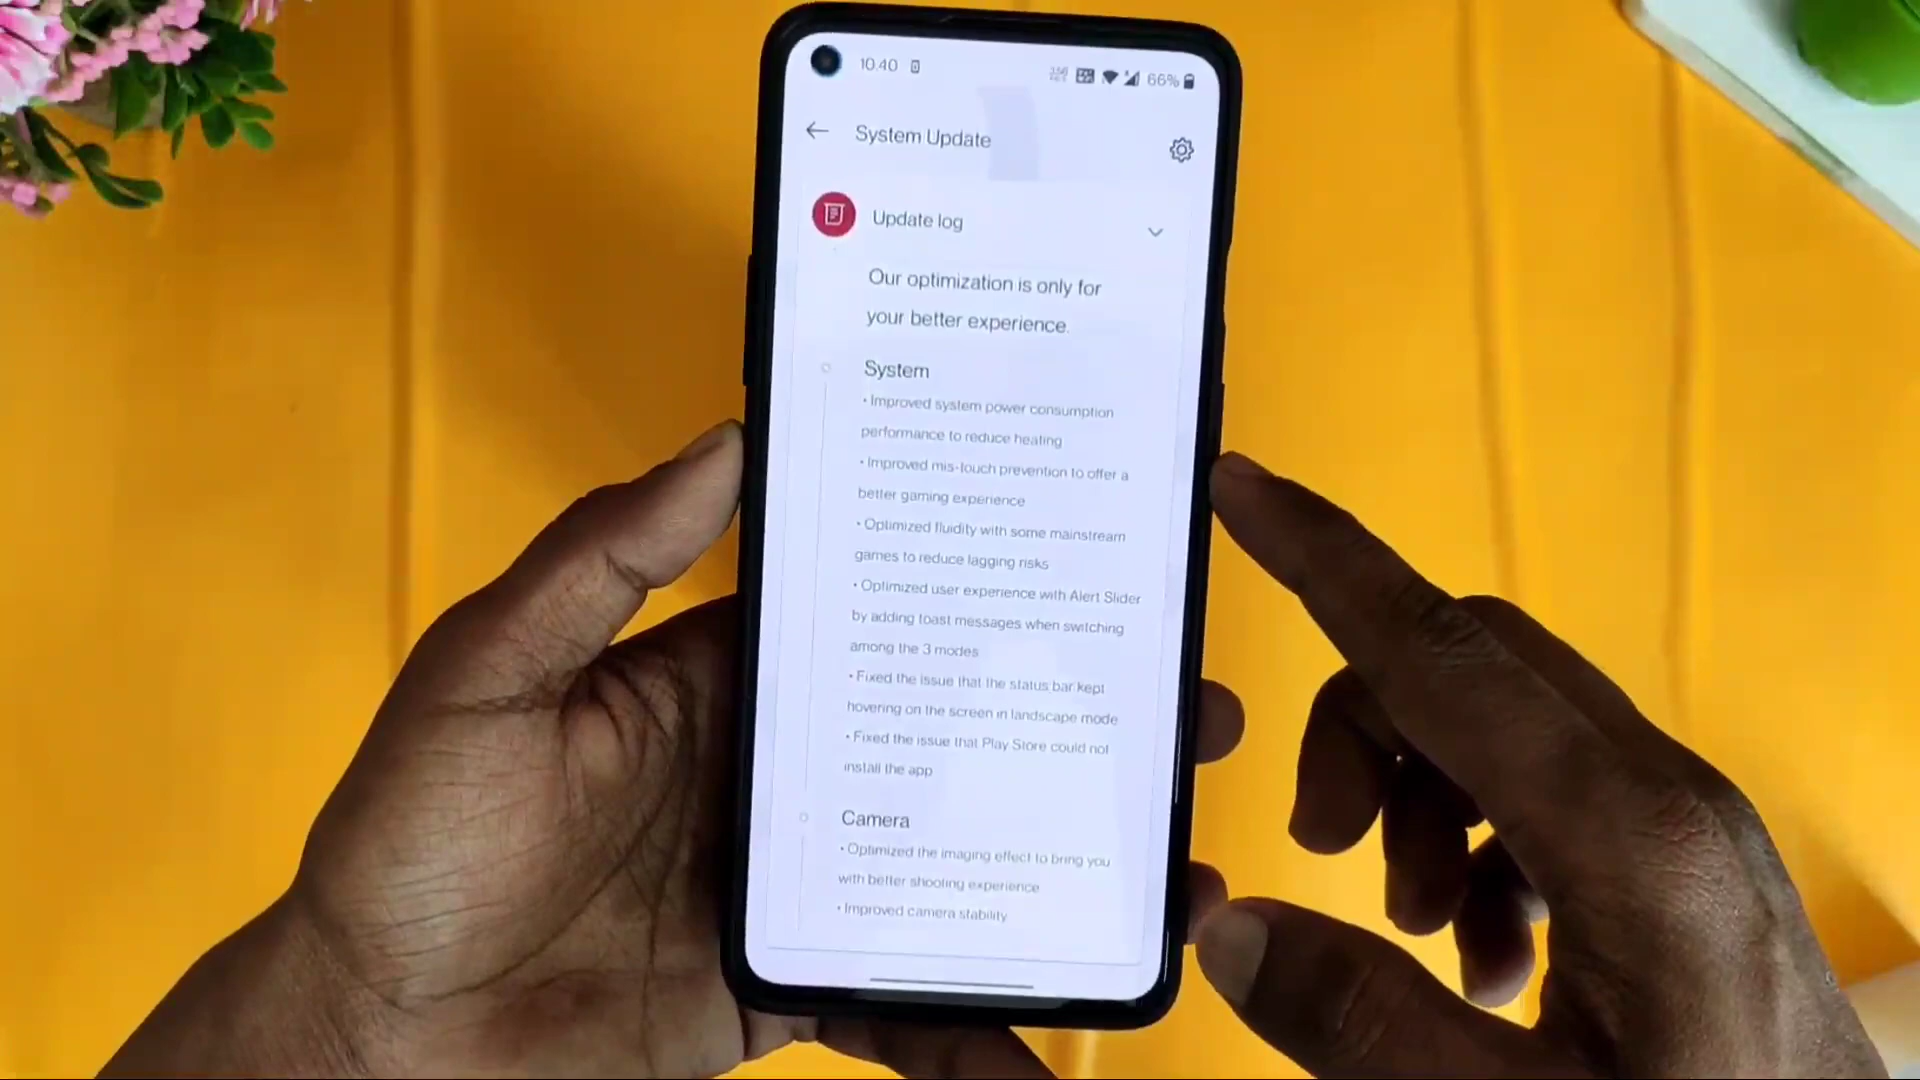 10.40
66%
System Update
Update log
Our optimization is only for
your better experience.
System
• Improved system power consumption
performance to reduce heating
• Improved mis-touch prevention to offer a
better gaming experience
• Optimized fluidity with some mainstream
games to reduce lagging risks
• Optimized user experience with Alert Slider
by adding toast messages when switching
among the 3 modes
• Fixed the issue that the status bar kept
hovering on the screen in landscape mode
• Fixed the issue that Play Store could not
install the app
Camera
• Optimized the imaging effect to bring you
with better shooting experience
• Improved camera stability